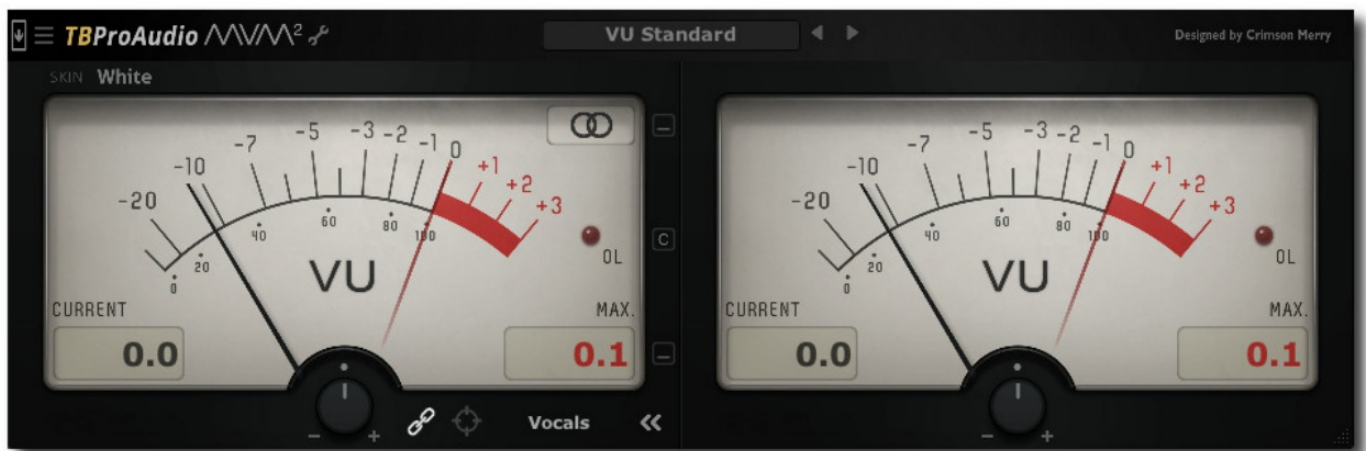 TBProAudio MVM² VU Standard Designed by Crimson Merry
SKIN White
-20 -10 -7 -5 -3 -2 -1 0 +1 +2 +3
0 20 40 60 80 100
VU
OL
CURRENT MAX.
0.0 0.1
C
-20 -10 -7 -5 -3 -2 -1 0 +1 +2 +3
0 20 40 60 80 100
VU
OL
CURRENT MAX.
0.0 0.1
- + Vocals
- +